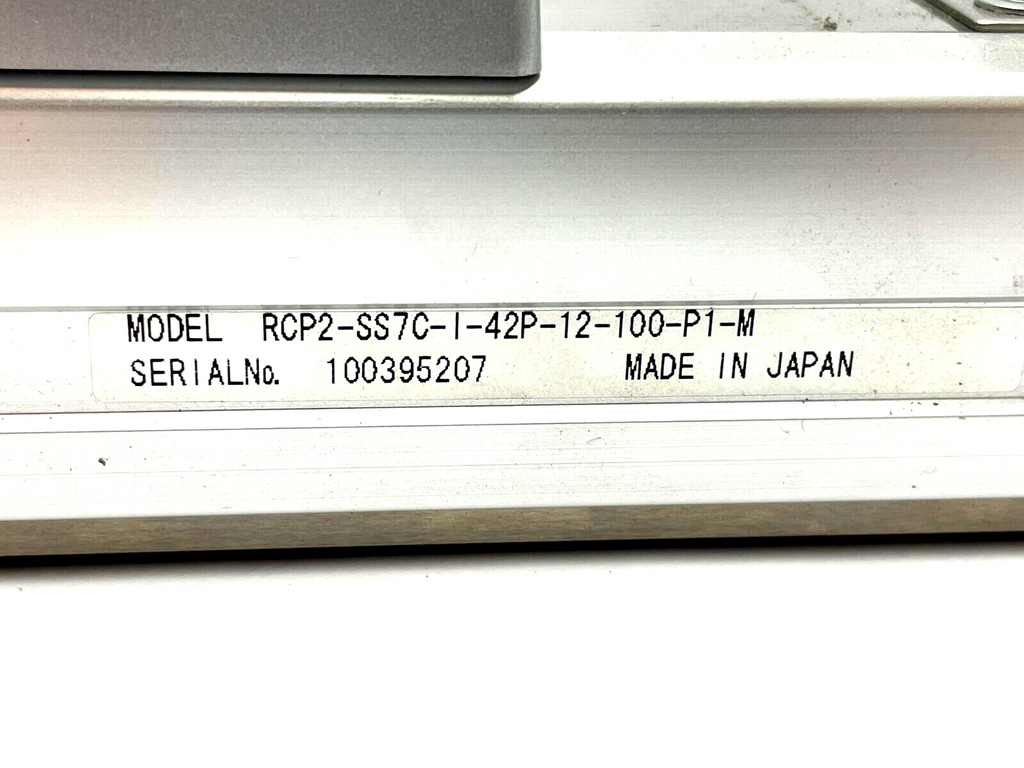 MODEL RCP2-SS7C-I-42P-12-100-P1-M
SERIALNo. 100395207 MADE IN JAPAN